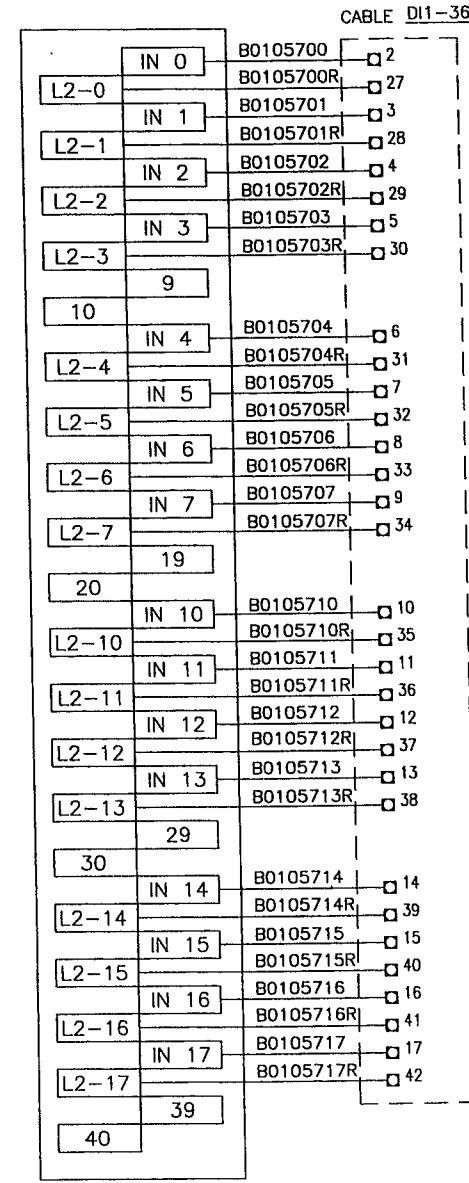 CABLE DI1-36
IN 0 B0105700 2
L2-0 B0105700R 27
IN 1 B0105701 3
L2-1 B0105701R 28
IN 2 B0105702 4
L2-2 B0105702R 29
IN 3 B0105703 5
L2-3 B0105703R 30
9
10
IN 4 B0105704 6
L2-4 B0105704R 31
IN 5 B0105705 7
L2-5 B0105705R 32
IN 6 B0105706 8
L2-6 B0105706R 33
IN 7 B0105707 9
L2-7 B0105707R 34
19
20
IN 10 B0105710 10
L2-10 B0105710R 35
IN 11 B0105711 11
L2-11 B0105711R 36
IN 12 B0105712 12
L2-12 B0105712R 37
IN 13 B0105713 13
L2-13 B0105713R 38
29
30
IN 14 B0105714 14
L2-14 B0105714R 39
IN 15 B0105715 15
L2-15 B0105715R 40
IN 16 B0105716 16
L2-16 B0105716R 41
IN 17 B0105717 17
L2-17 B0105717R 42
39
40